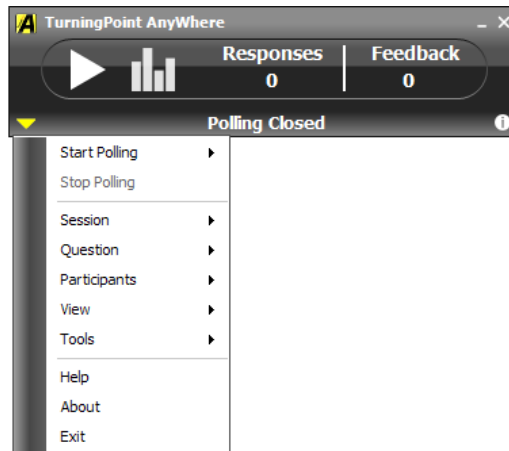 TurningPoint AnyWhere
Responses Feedback
0 0
Polling Closed
Start Polling
Stop Polling
Session
Question
Participants
View
Tools
Help
About
Exit